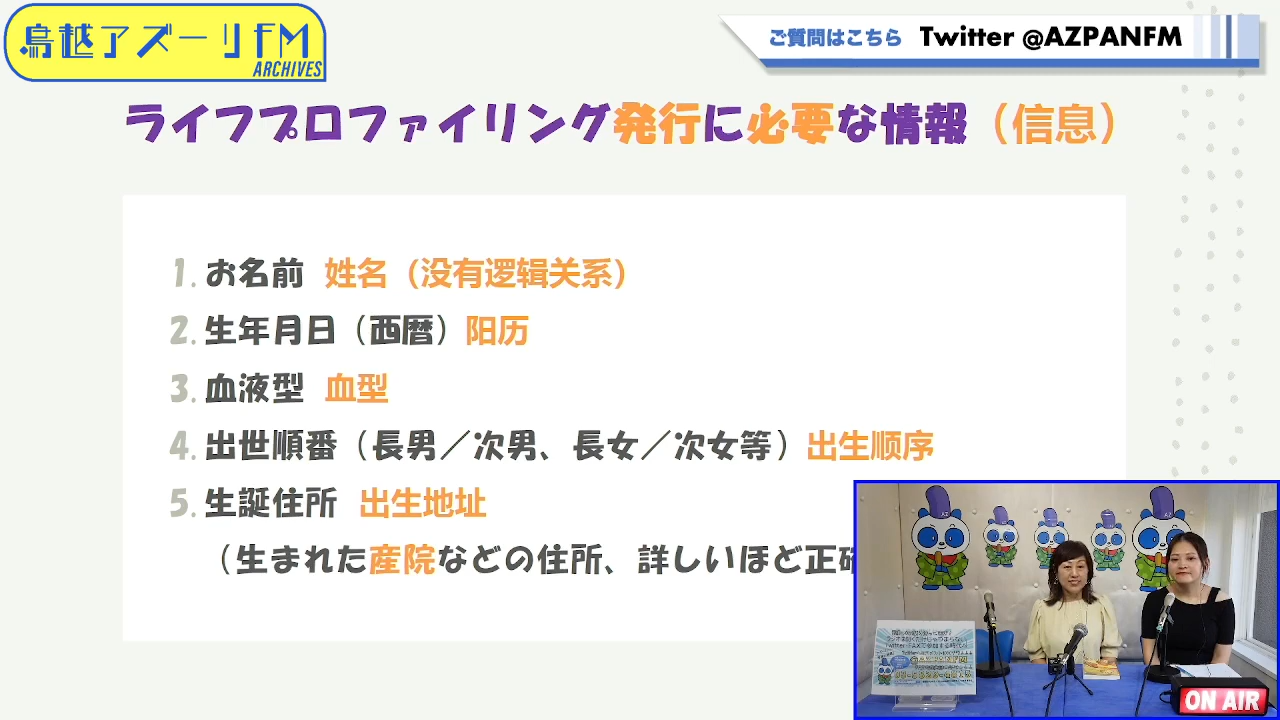 鳥越アズーリFM
ARCHIVES
ご質問はこちら Twitter @AZPANFM
ライフプロファイリング発行に必要な情報（信息）
1. お名前 姓名（没有逻辑关系）
2. 生年月日（西暦）阳历
3. 血液型 血型
4. 出世順番（長男／次男、長女／次女等）出生顺序
5. 生誕住所 出生地址
（生まれた産院などの住所、詳しいほど正確
AZ
ON AIR